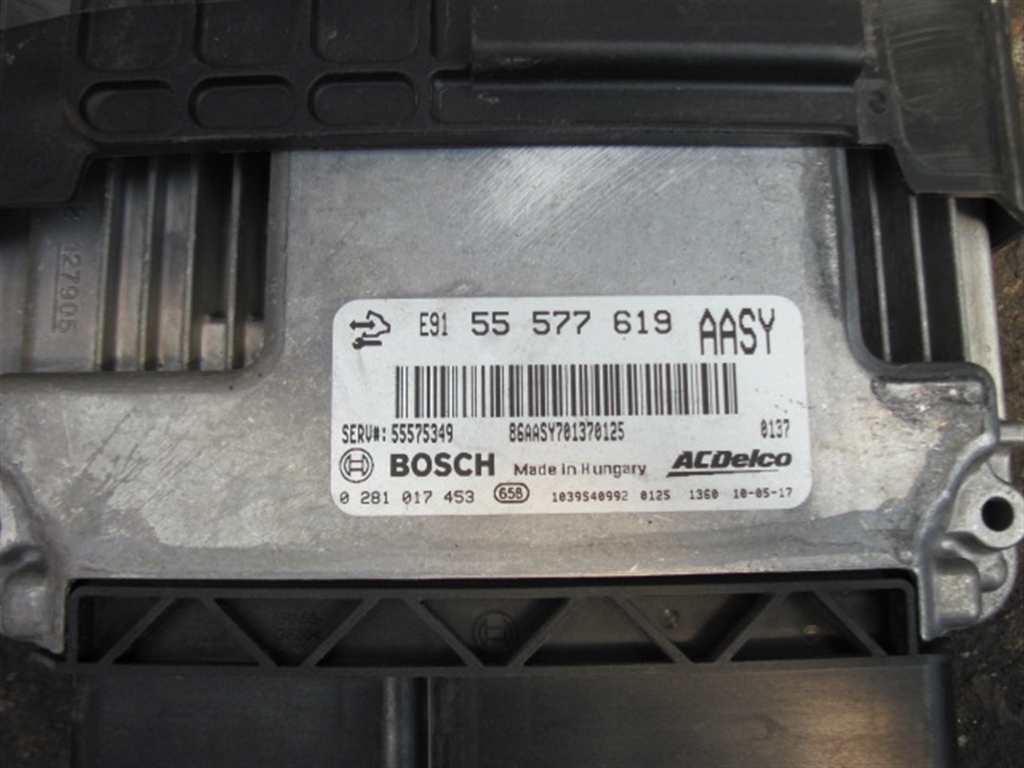 127905
E91 55 577 619 AASY
SERV#: 55575349 86AASY701370125 0137
BOSCH Made in Hungary ACDelco
0 281 017 453 658 1039S40992 0125 1360 10-05-17